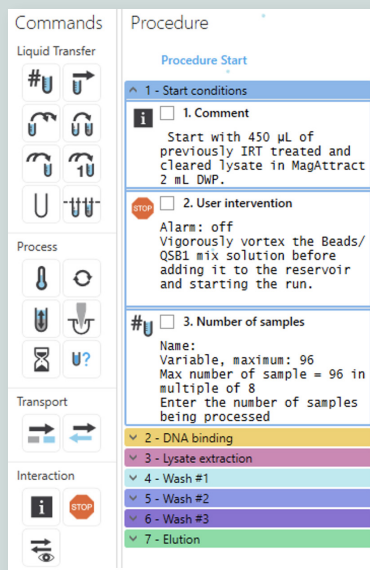 Commands
Liquid Transfer
#
1
Process
?
Transport
Interaction
i
STOP
Procedure
Procedure Start
1 - Start conditions
i
1. Comment
Start with 450 µL of
previously IRT treated and
cleared lysate in MagAttract
2 mL DWP.
STOP
2. User intervention
Alarm: off
Vigorously vortex the Beads/
QSB1 mix solution before
adding it to the reservoir
and starting the run.
#
3. Number of samples
Name:
Variable, maximum: 96
Max number of sample = 96 in
multiple of 8
Enter the number of samples
being processed
2 - DNA binding
3 - Lysate extraction
4 - Wash #1
5 - Wash #2
6 - Wash #3
7 - Elution